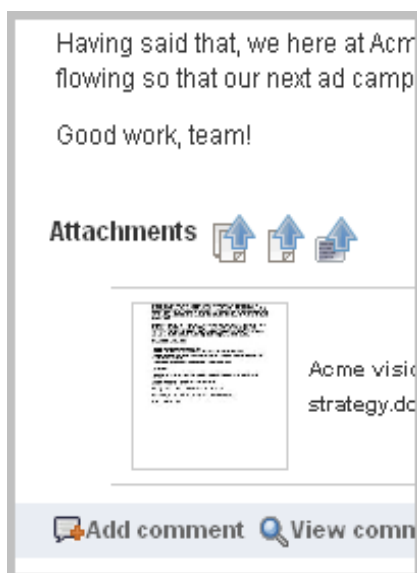 Having said that, we here at Acm
flowing so that our next ad camp
Good work, team!
Attachments
Acme visio
strategy.do
Add comment View comm